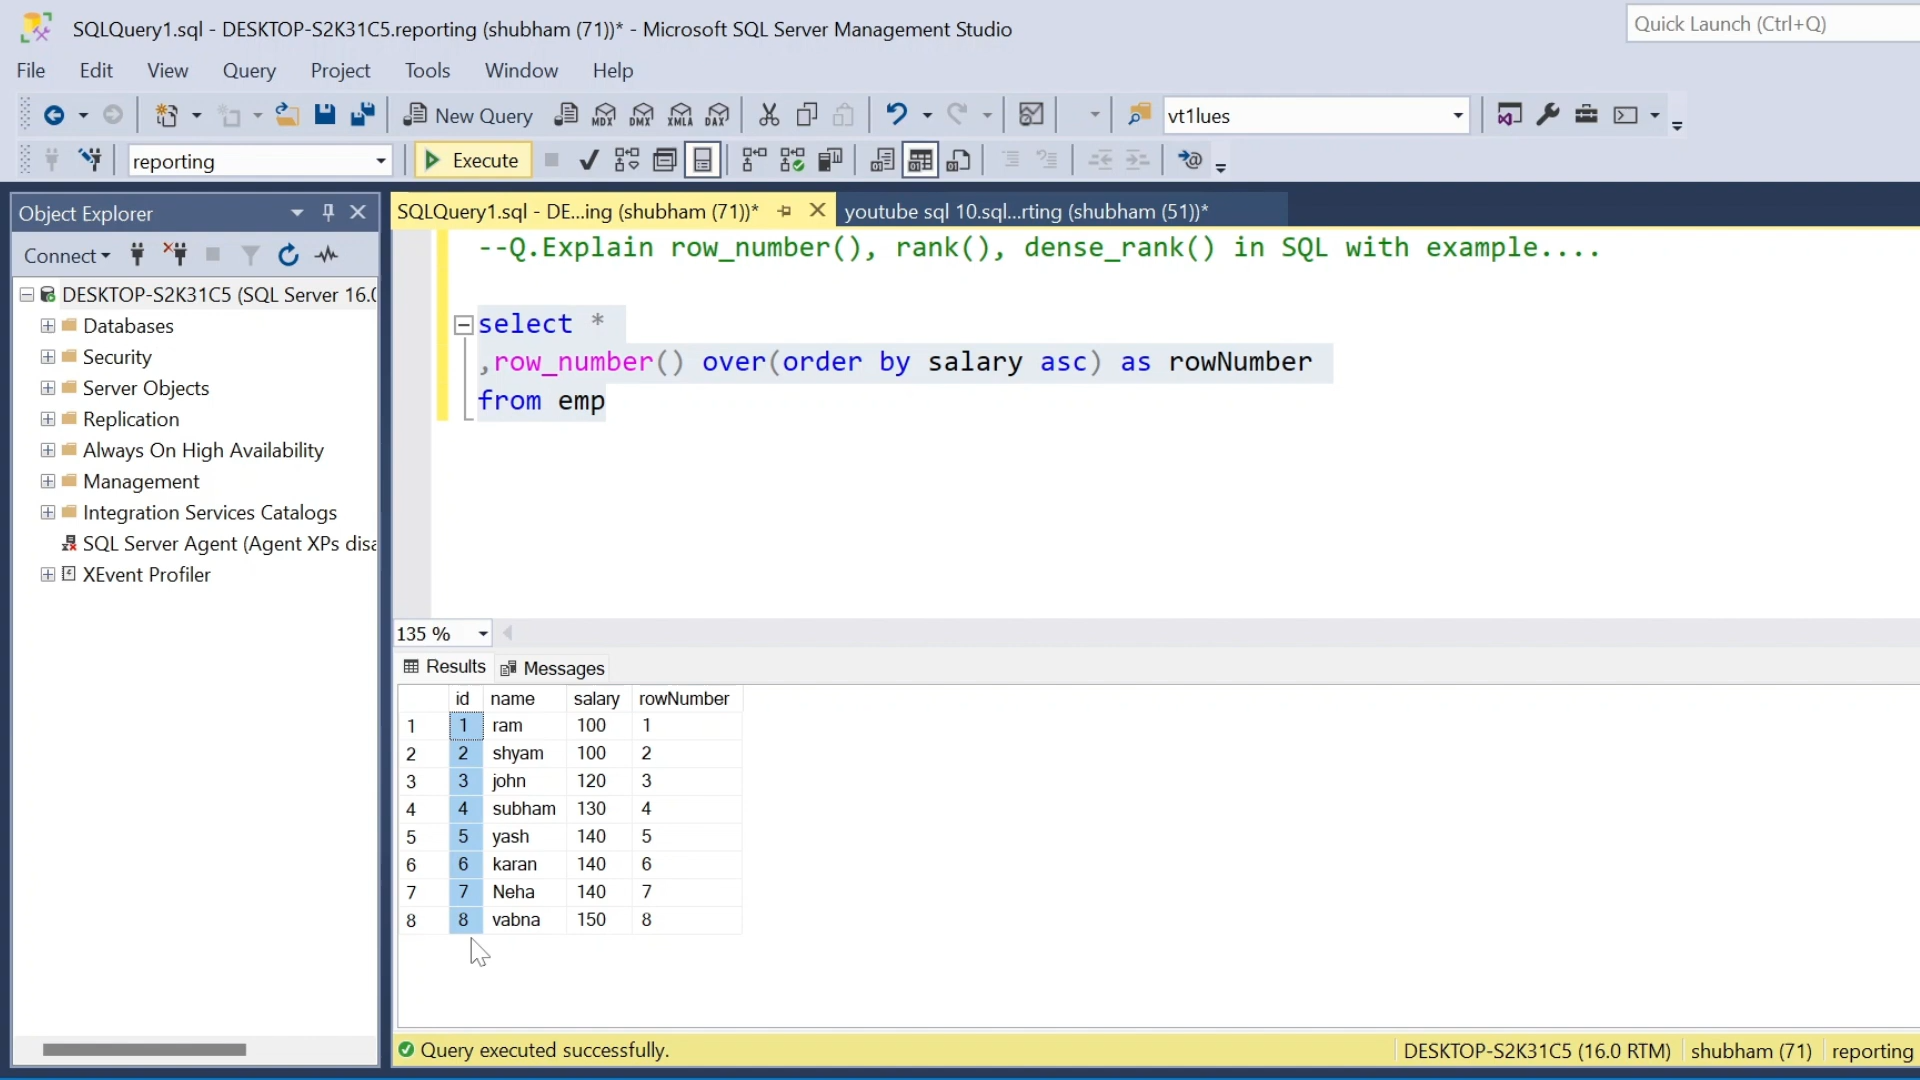 SQLQuery1.sql - DESKTOP-S2K31C5.reporting (shubham (71))* - Microsoft SQL Server Management Studio
Quick Launch (Ctrl+Q)
File Edit View Query Project Tools Window Help
New Query MDX DMX XMLA DAX vt1lues
reporting Execute
Object Explorer
SQLQuery1.sql - DE...ing (shubham (71))* youtube sql 10.sql...rting (shubham (51))*
Connect
DESKTOP-S2K31C5 (SQL Server 16.0
Databases
Security
Server Objects
Replication
Always On High Availability
Management
Integration Services Catalogs
SQL Server Agent (Agent XPs disa
XEvent Profiler
--Q.Explain row_number(), rank(), dense_rank() in SQL with example....
select *
,row_number() over(order by salary asc) as rowNumber
from emp
135 %
Results Messages
id name salary rowNumber
1 1 ram 100 1
2 2 shyam 100 2
3 3 john 120 3
4 4 subham 130 4
5 5 yash 140 5
6 6 karan 140 6
7 7 Neha 140 7
8 8 vabna 150 8
Query executed successfully. DESKTOP-S2K31C5 (16.0 RTM) shubham (71) reporting